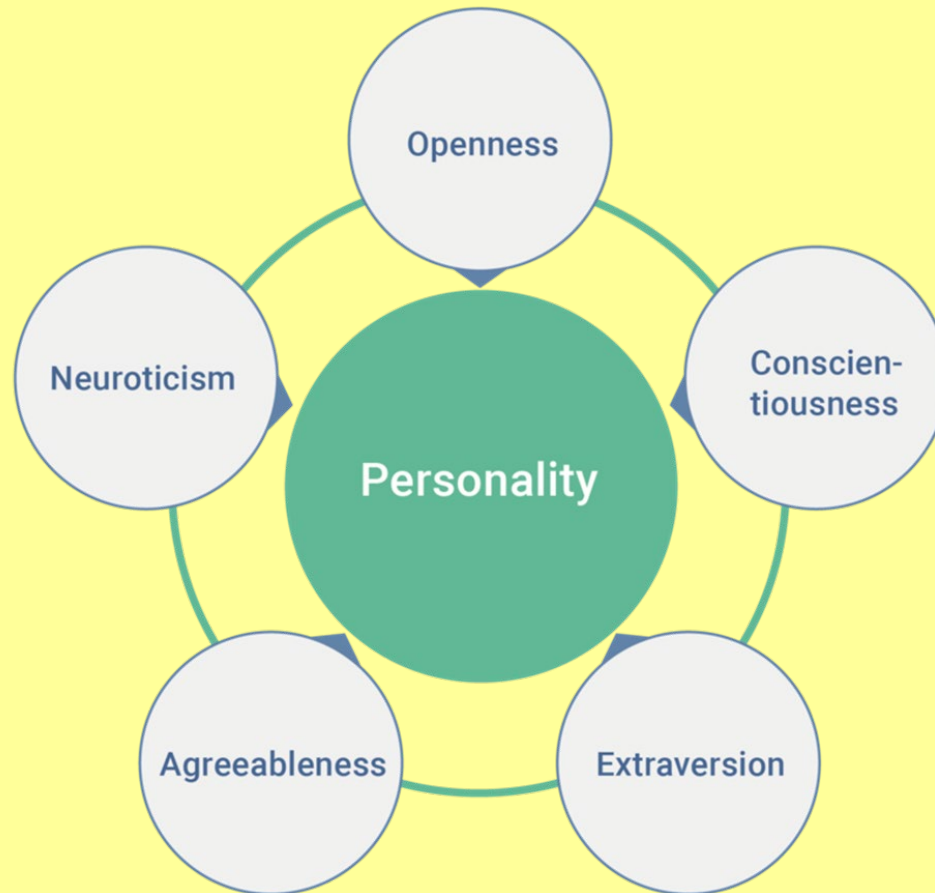 Openness
Conscien-
tiousness
Extraversion
Agreeableness
Neuroticism
Personality